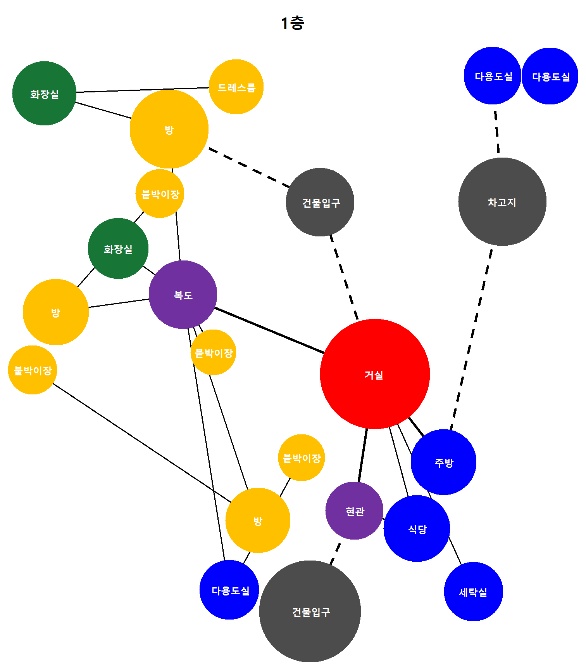 1층
다용도실
다용도실
드레스룸
화장실
방
붙박이장
건물입구
차고지
화장실
복도
방
붙박이장
붙박이장
거실
붙박이장
주방
현관
방
식당
다용도실
세탁실
건물입구